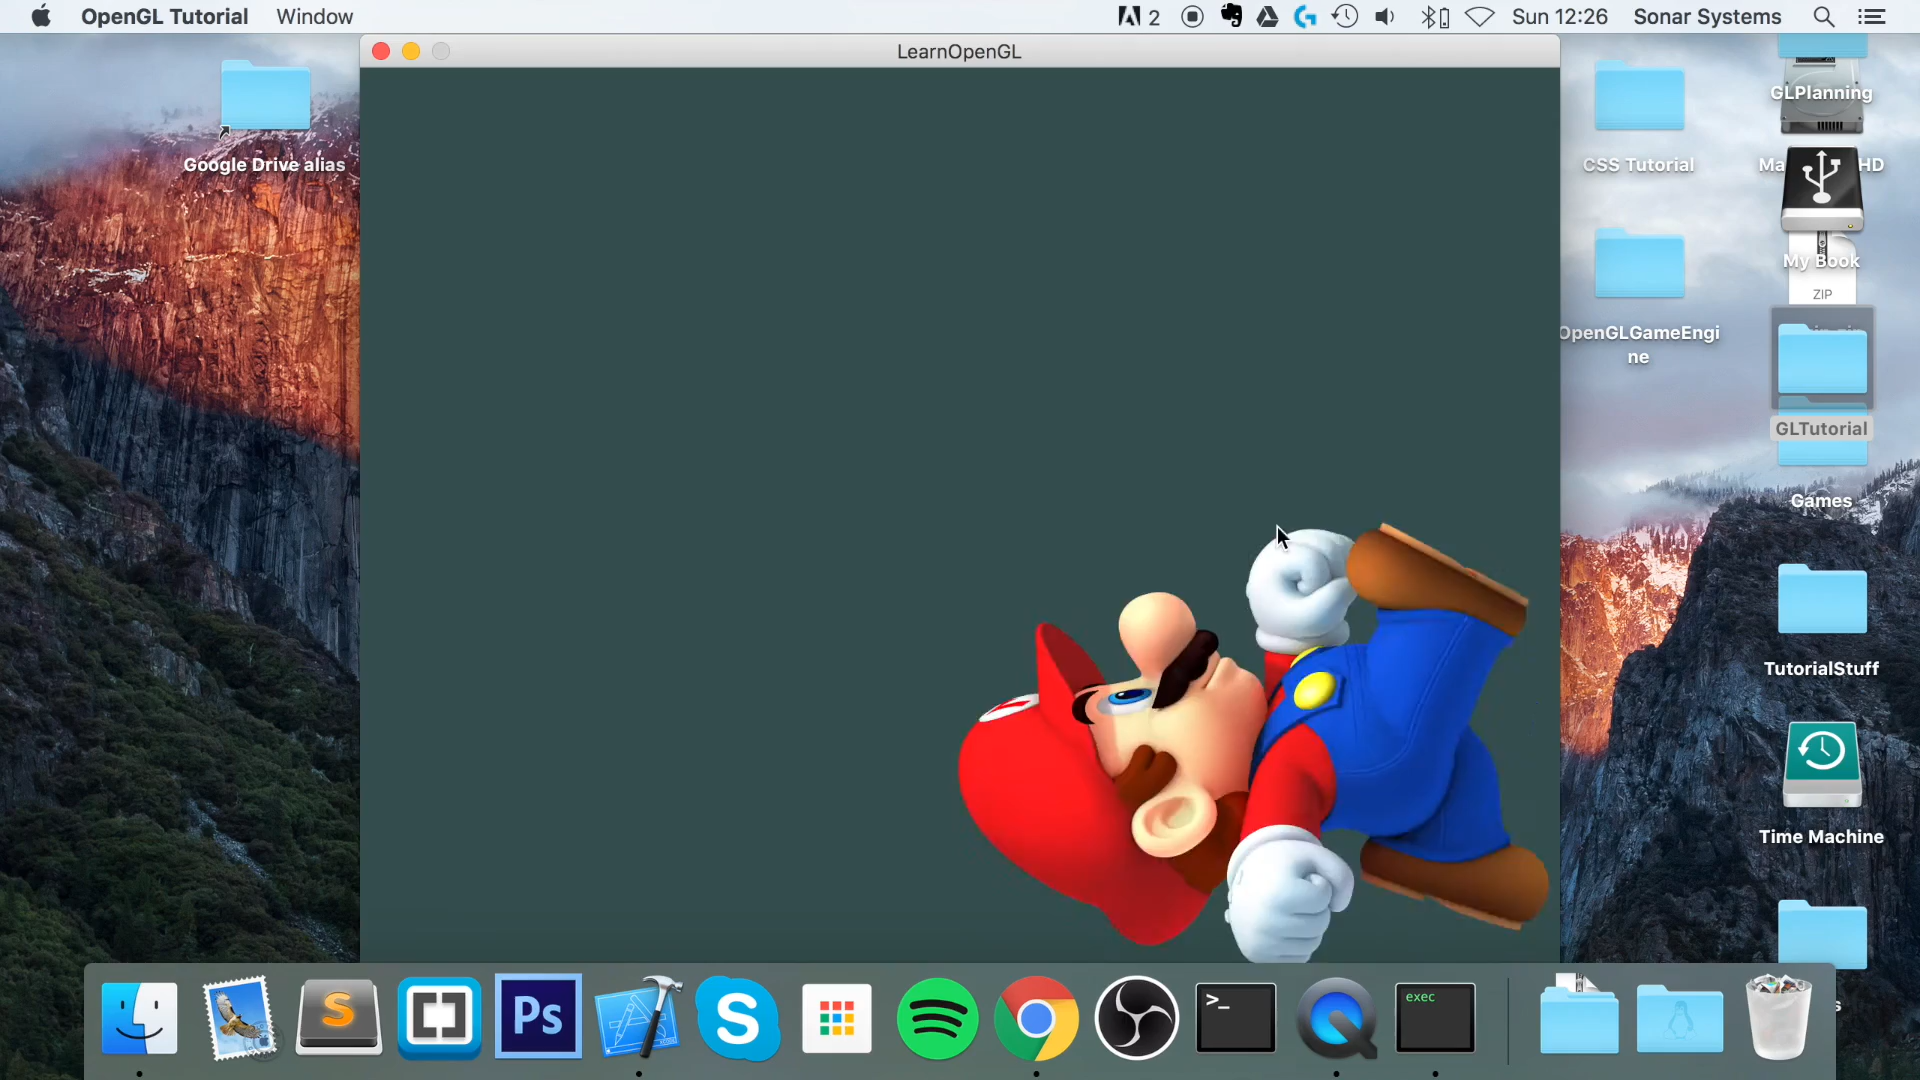 OpenGL Tutorial Window
2
Sun 12:26 Sonar Systems
LearnOpenGL
Google Drive alias
CSS Tutorial
OpenGLGameEngi
ne
GLPlanning
HD
My Book
ZIP
GLTutorial
Games
TutorialStuff
Time Machine
S
Ps
S
>_
exec